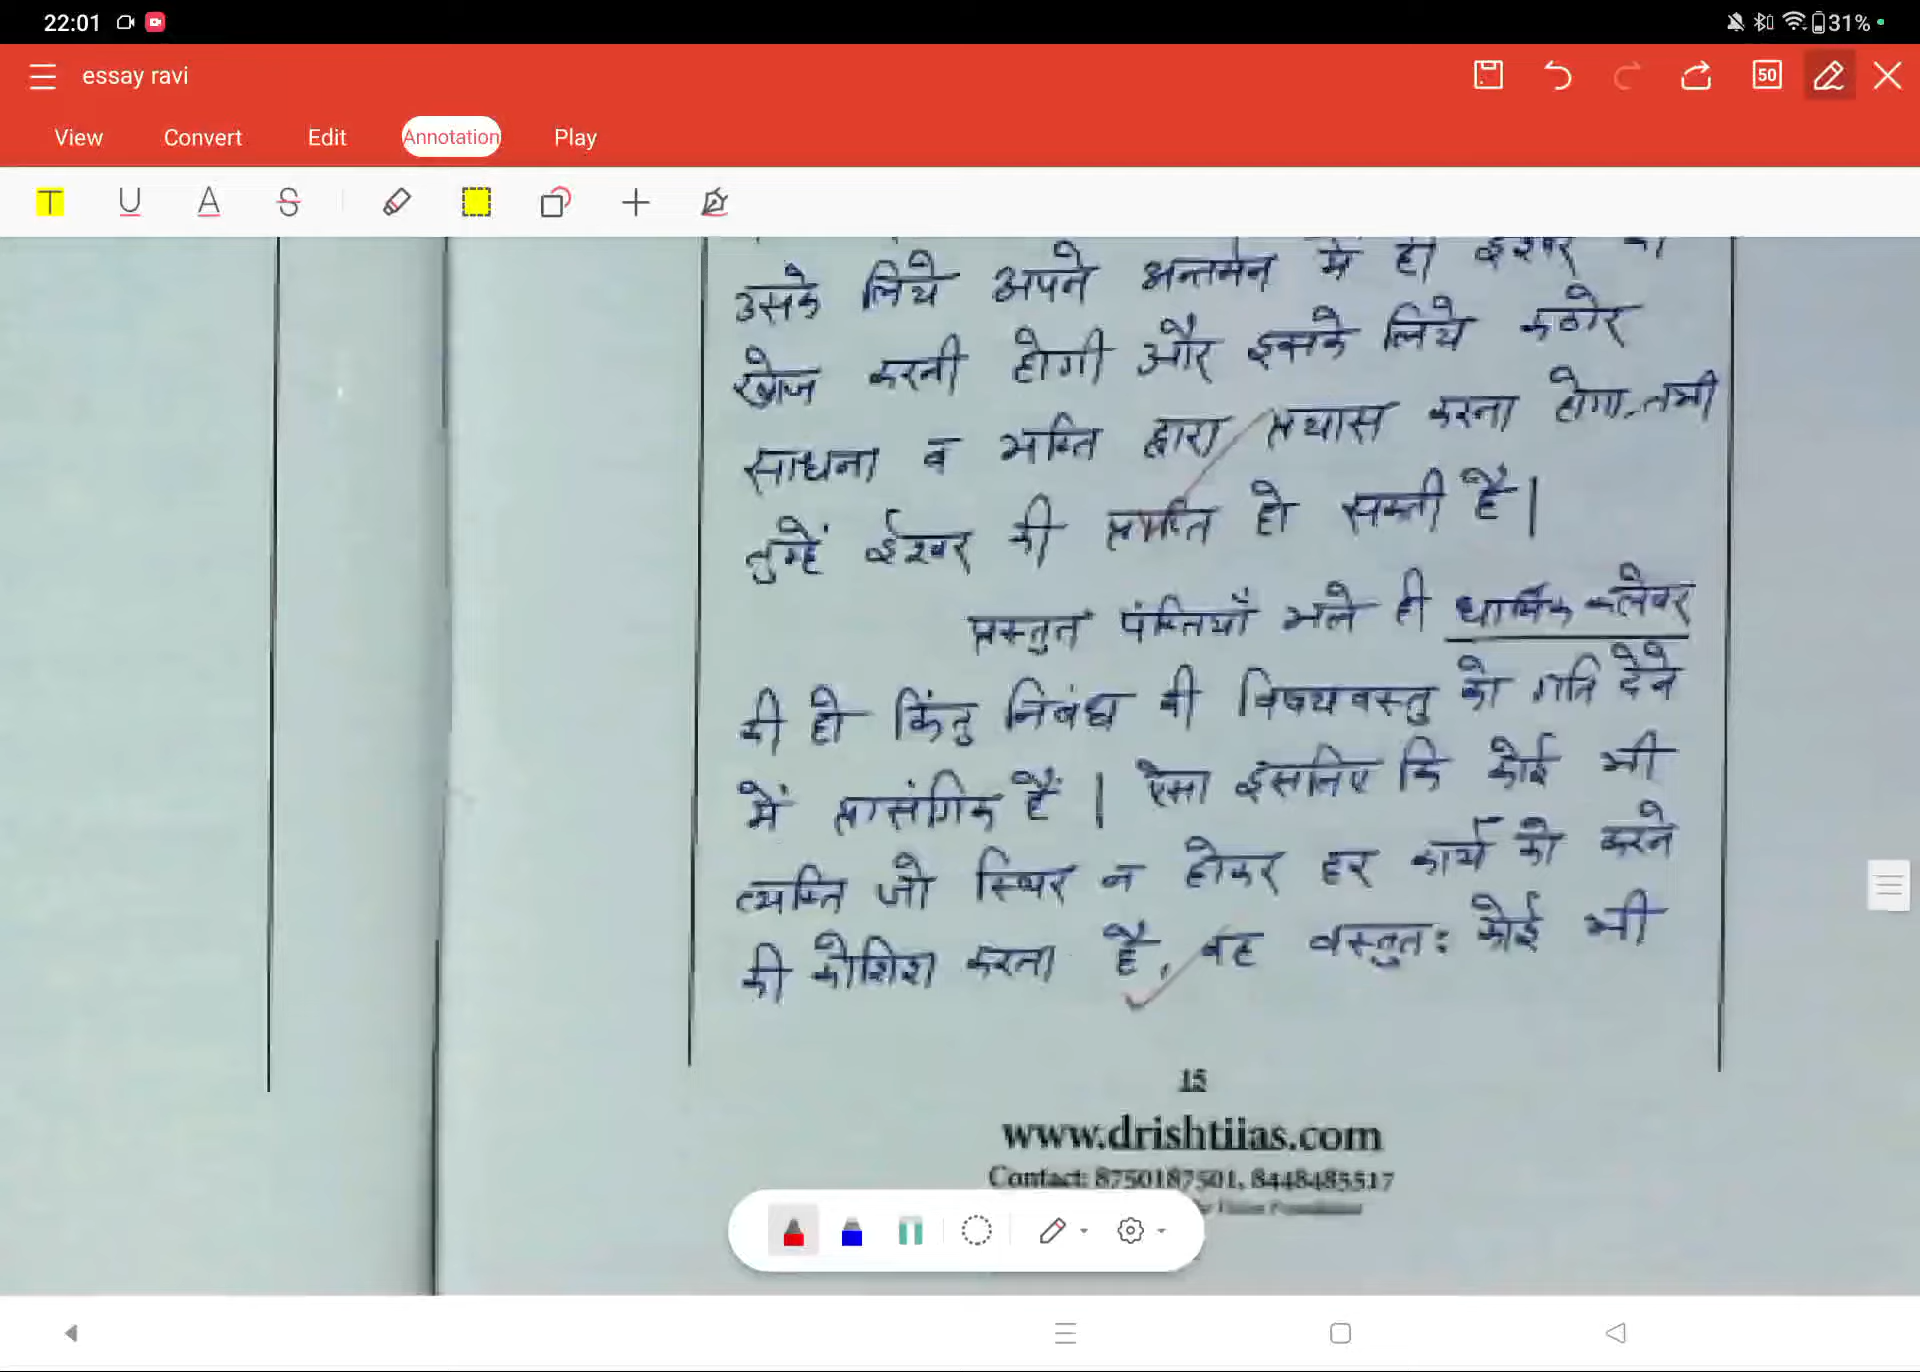 22:01
31%
essay ravi
50
View Convert Edit Annotation Play
T U A S
उसके लिये अपने अन्तर्मन में ही ईश्वर की
खोज करनी होगी और इसके लिये कठोर
साधना व भक्ति द्वारा प्रयास करना होगा, तभी
तुम्हें ईश्वर की प्राप्ति हो सकती है।
प्रस्तुत पंक्तियाँ भले ही धार्मिक कलेवर
की हो किंतु निबंध की विषयवस्तु को गति देने
में प्रासंगिक हैं। ऐसा इसलिए कि कोई भी
व्यक्ति जो स्थिर न होकर हर कार्य को करने
की कोशिश करता है, वह वस्तुतः कोई भी
15
www.drishtiias.com
Contact: 8750187501, 8448485517